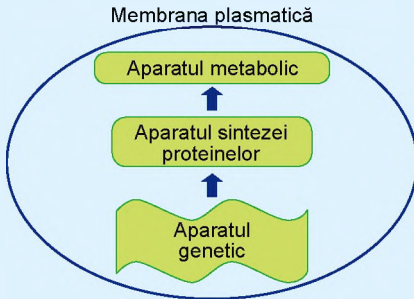 Membrana plasmatică
Aparatul metabolic
Aparatul sintezei
proteinelor
Aparatul
genetic